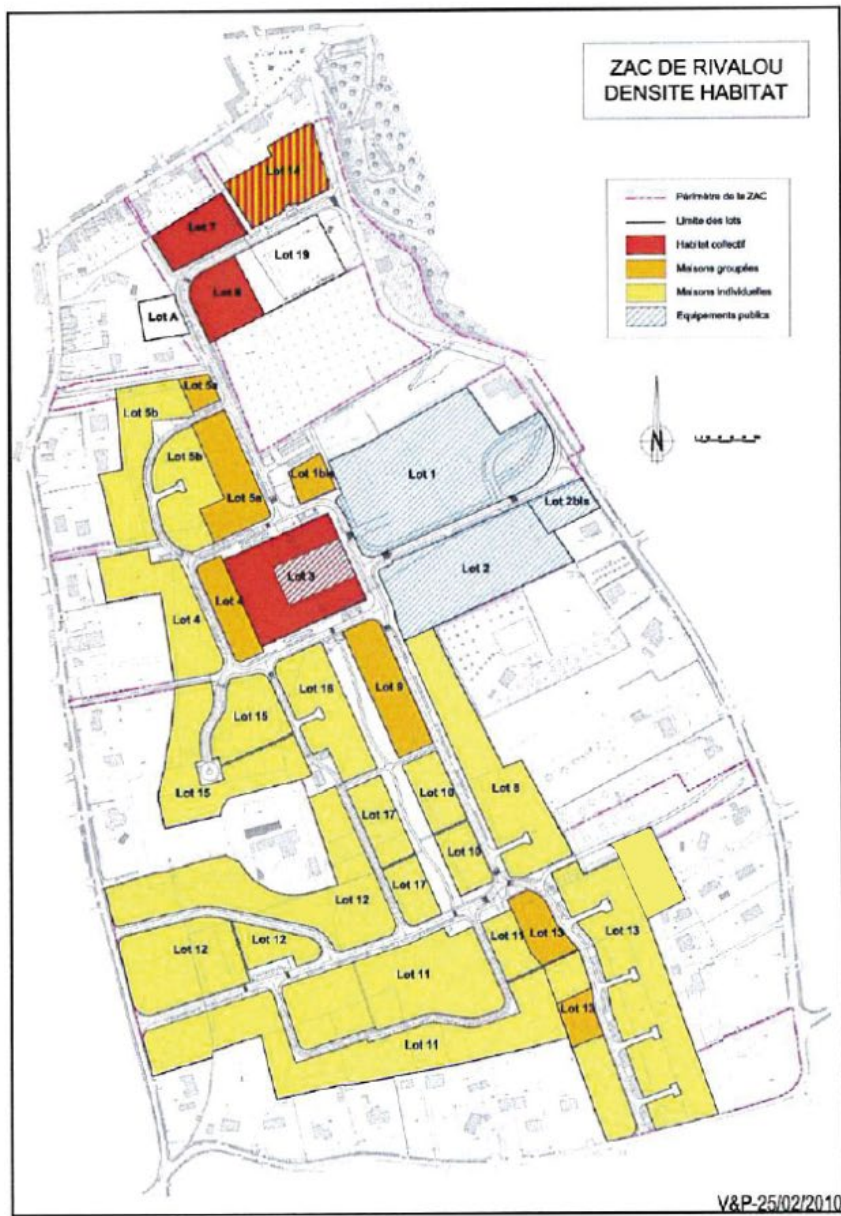 ZAC DE RIVALOU
DENSITE HABITAT
Périmètre de la ZAC
Limite des lots
Habitat collectif
Maisons groupées
Maisons individuelles
Equipements publics
N
Lot 14
Lot 7
Lot 19
Lot 6
Lot A
Lot 5a
Lot 5b
Lot 5b
Lot 1bis
Lot 1
Lot 5a
Lot 2bis
Lot 3
Lot 2
Lot 4
Lot 4
Lot 9
Lot 16
Lot 15
Lot 15
Lot 10
Lot 8
Lot 17
Lot 10
Lot 17
Lot 12
Lot 12
Lot 12
Lot 11
Lot 13
Lot 13
Lot 11
Lot 13
Lot 11
V&P-25/02/2010